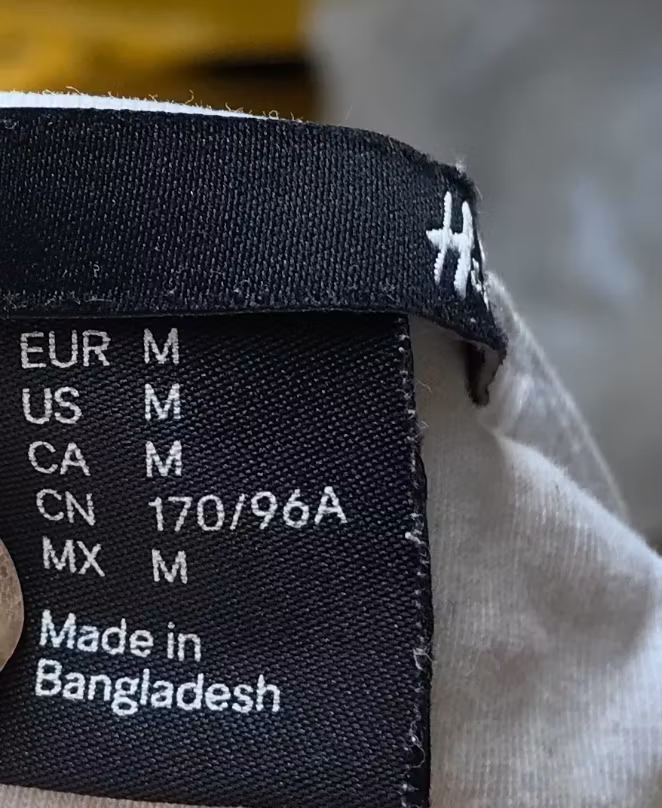 H
EUR M
US M
CA M
CN 170/96A
MX M
Made in
Bangladesh